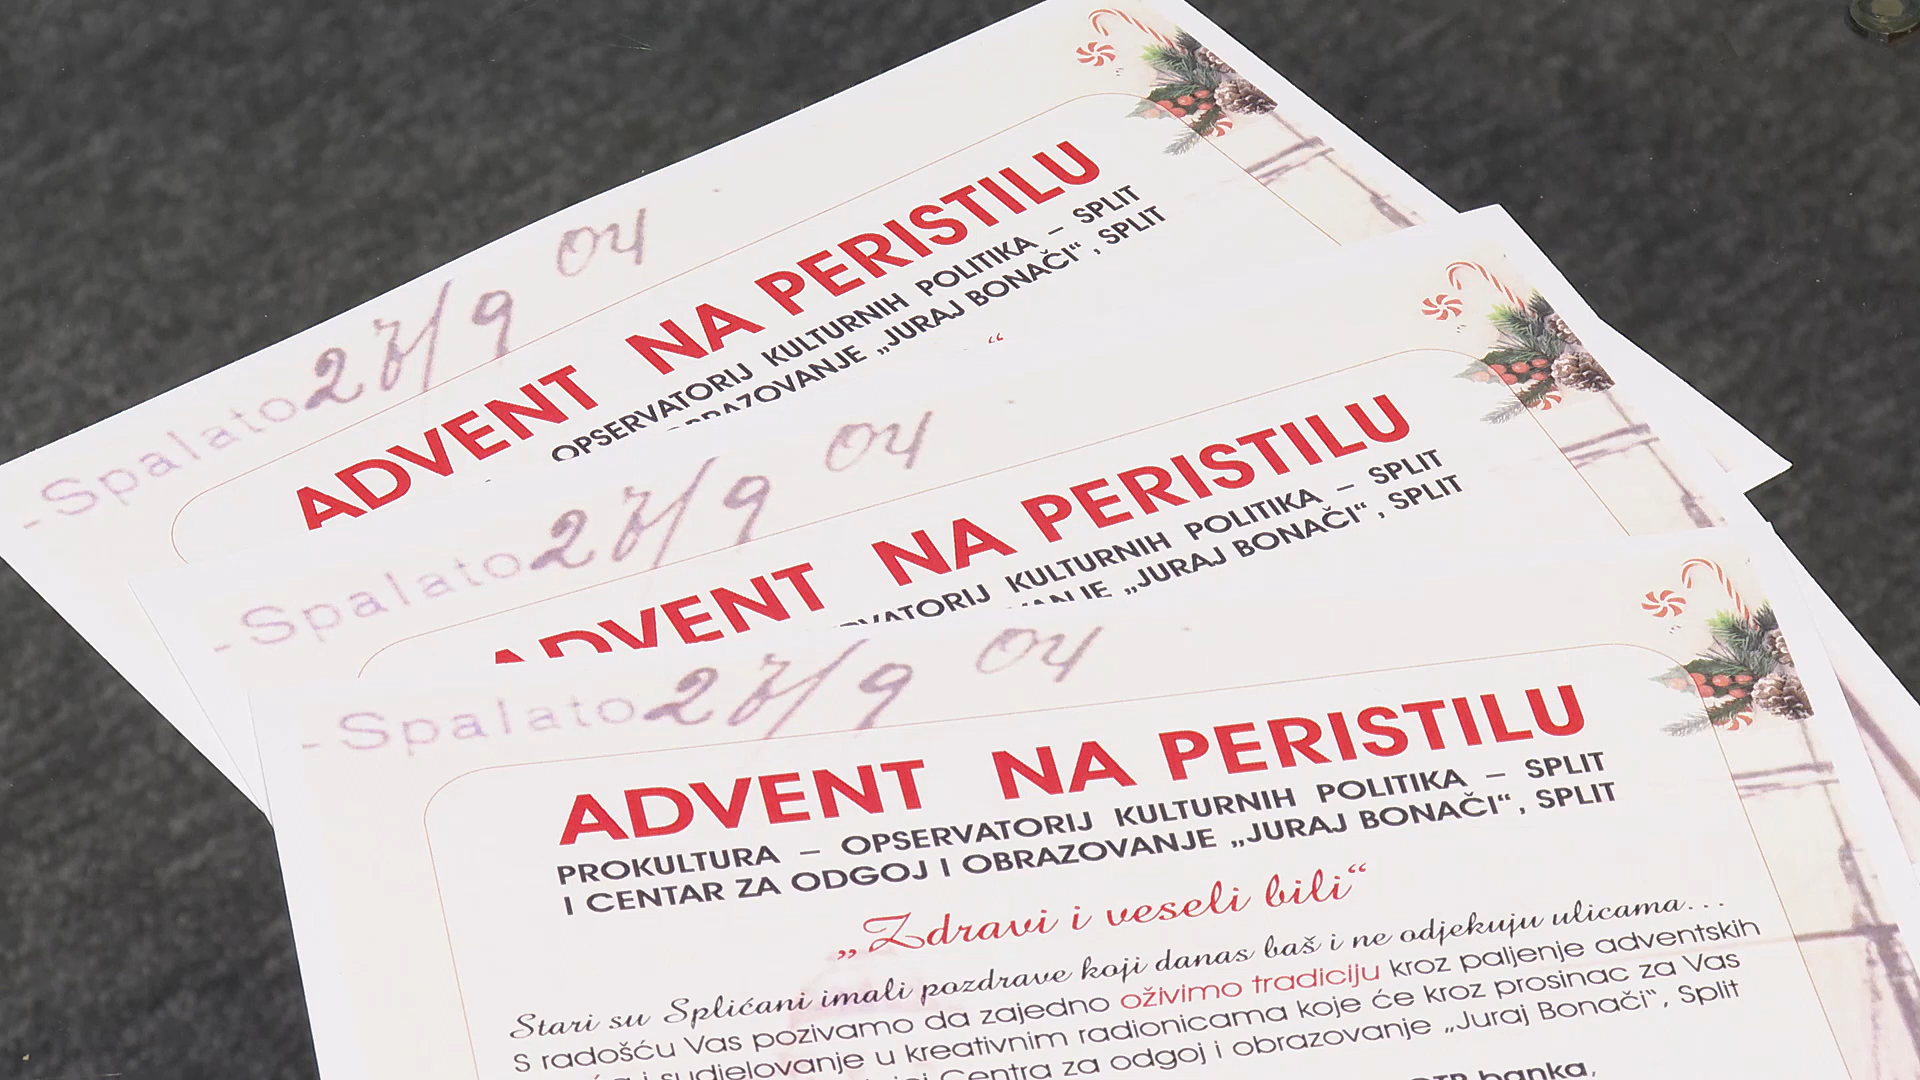 -Spalato 27/9 04
ADVENT NA PERISTILU
OPSERVATORIJ KULTURNIH POLITIKA – SPLIT
OBRAZOVANJE „JURAJ BONAČI“, SPLIT
“
-Spalato 27/9 04
ADVENT NA PERISTILU
KULTURNIH POLITIKA – SPLIT
„JURAJ BONAČI“, SPLIT
-Spalato 27/9 04
ADVENT NA PERISTILU
PROKULTURA – OPSERVATORIJ KULTURNIH POLITIKA – SPLIT
I CENTAR ZA ODGOJ I OBRAZOVANJE „JURAJ BONAČI“, SPLIT
„Zdravi i veseli bili“
Stari su Splićani imali pozdrave koji danas baš i ne odjekuju ulicama...
S radošću Vas pozivamo da zajedno oživimo tradiciju kroz paljenje adventskih
i sudjelovanje u kreativnim radionicama koje će kroz prosinac za Vas
Centra za odgoj i obrazovanje „Juraj Bonači“, Split
OTP banka,